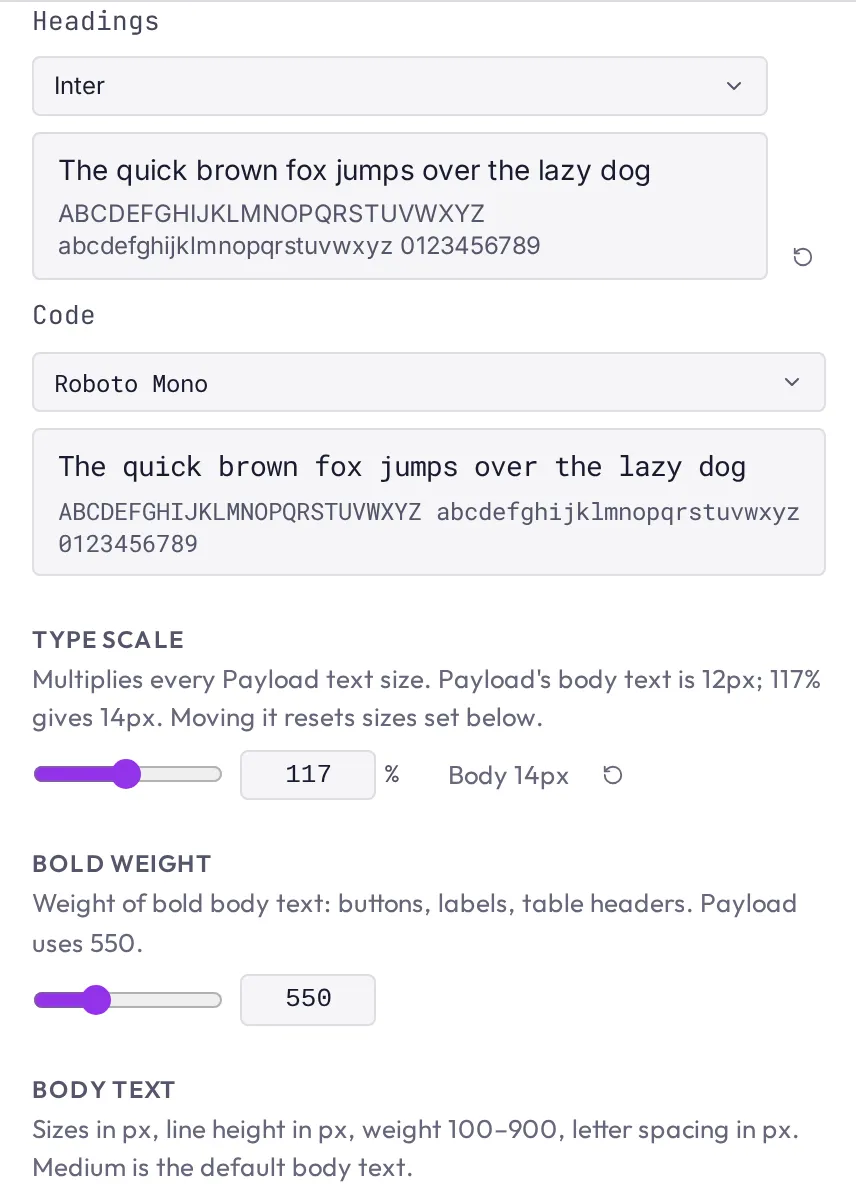 Headings
Inter
The quick brown fox jumps over the lazy dog
ABCDEFGHIJKLMNOPQRSTUVWXYZ
abcdefghijklmnopqrstuvwxyz 0123456789
Code
Roboto Mono
The quick brown fox jumps over the lazy dog
ABCDEFGHIJKLMNOPQRSTUVWXYZ abcdefghijklmnopqrstuvwxyz
0123456789
TYPE SCALE
Multiplies every Payload text size. Payload's body text is 12px; 117%
gives 14px. Moving it resets sizes set below.
117 % Body 14px
BOLD WEIGHT
Weight of bold body text: buttons, labels, table headers. Payload
uses 550.
550
BODY TEXT
Sizes in px, line height in px, weight 100–900, letter spacing in px.
Medium is the default body text.